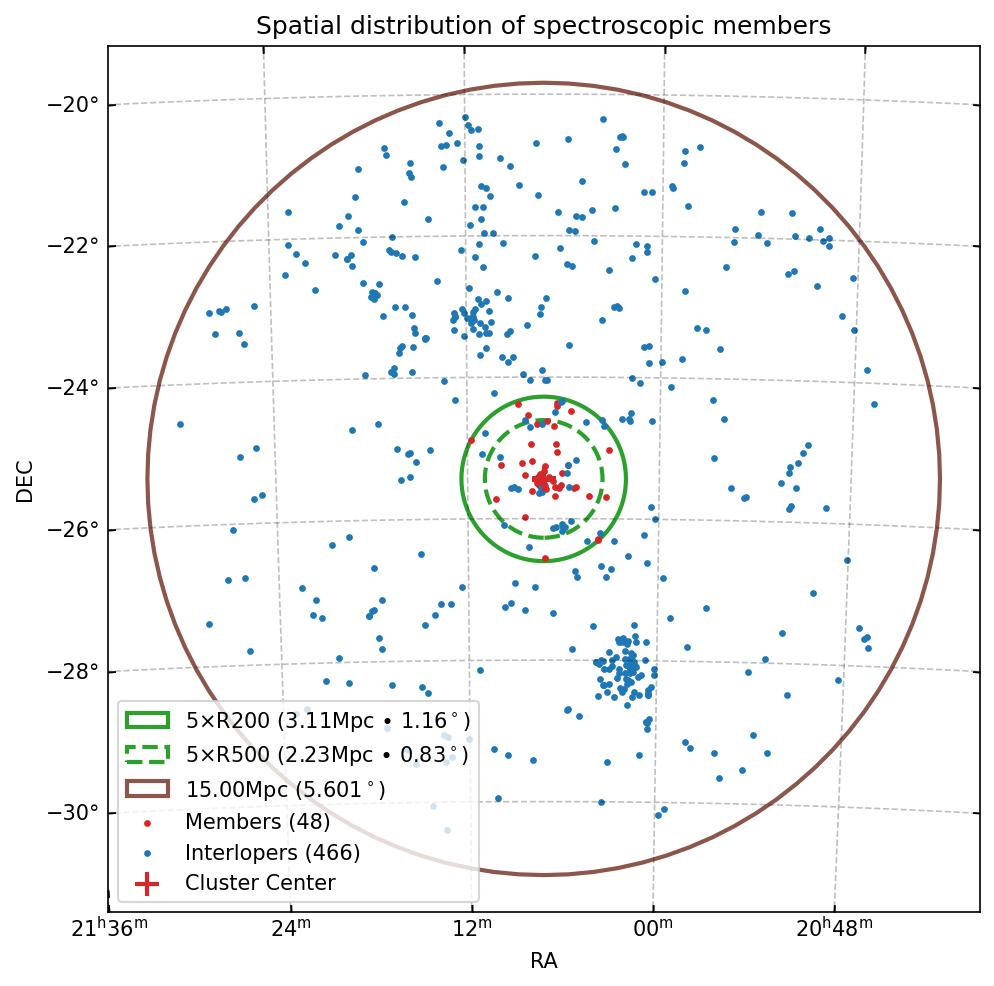 Spatial distribution of spectroscopic members
−20°
−22°
−24°
−26°
−28°
−30°
DEC
5×R200 (3.11Mpc • 1.16°)
5×R500 (2.23Mpc • 0.83°)
15.00Mpc (5.601°)
Members (48)
Interlopers (466)
Cluster Center
21ʰ36ᵐ 24ᵐ 12ᵐ 00ᵐ 20ʰ48ᵐ
RA